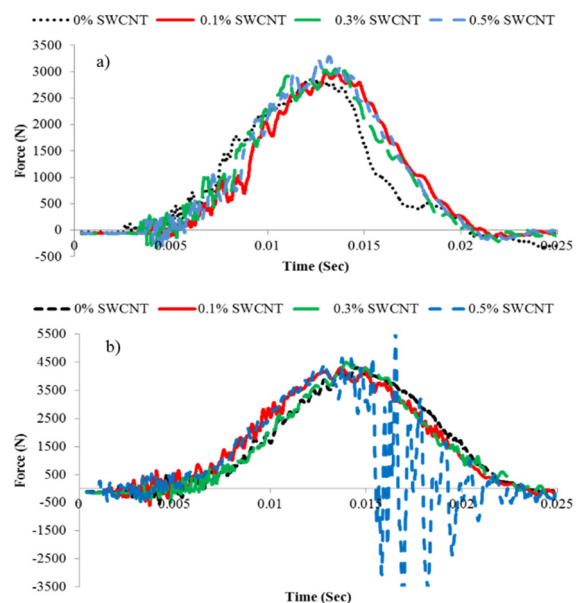 0% SWCNT 0.1% SWCNT 0.3% SWCNT 0.5% SWCNT
a)
3500
3000
2500
2000
1500
1000
500
0
-500
0 0.005 0.01 0.015 0.02 0.025
Force (N)
Time (Sec)
0% SWCNT 0.1% SWCNT 0.3% SWCNT 0.5% SWCNT
b)
5500
4500
3500
2500
1500
500
-500
-1500
-2500
-3500
0 0.005 0.01 0.015 0.02 0.025
Force (N)
Time (Sec)